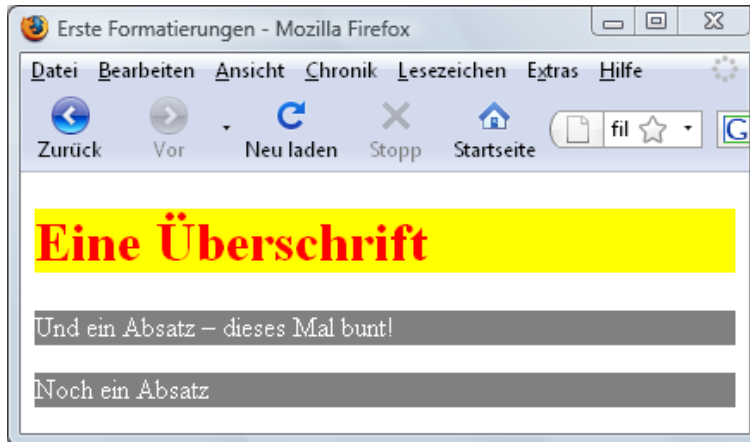 Erste Formatierungen - Mozilla Firefox
Datei Bearbeiten Ansicht Chronik Lesezeichen Extras Hilfe
Zurück Vor Neu laden Stopp Startseite fil G
Eine Überschrift
Und ein Absatz – dieses Mal bunt!
Noch ein Absatz